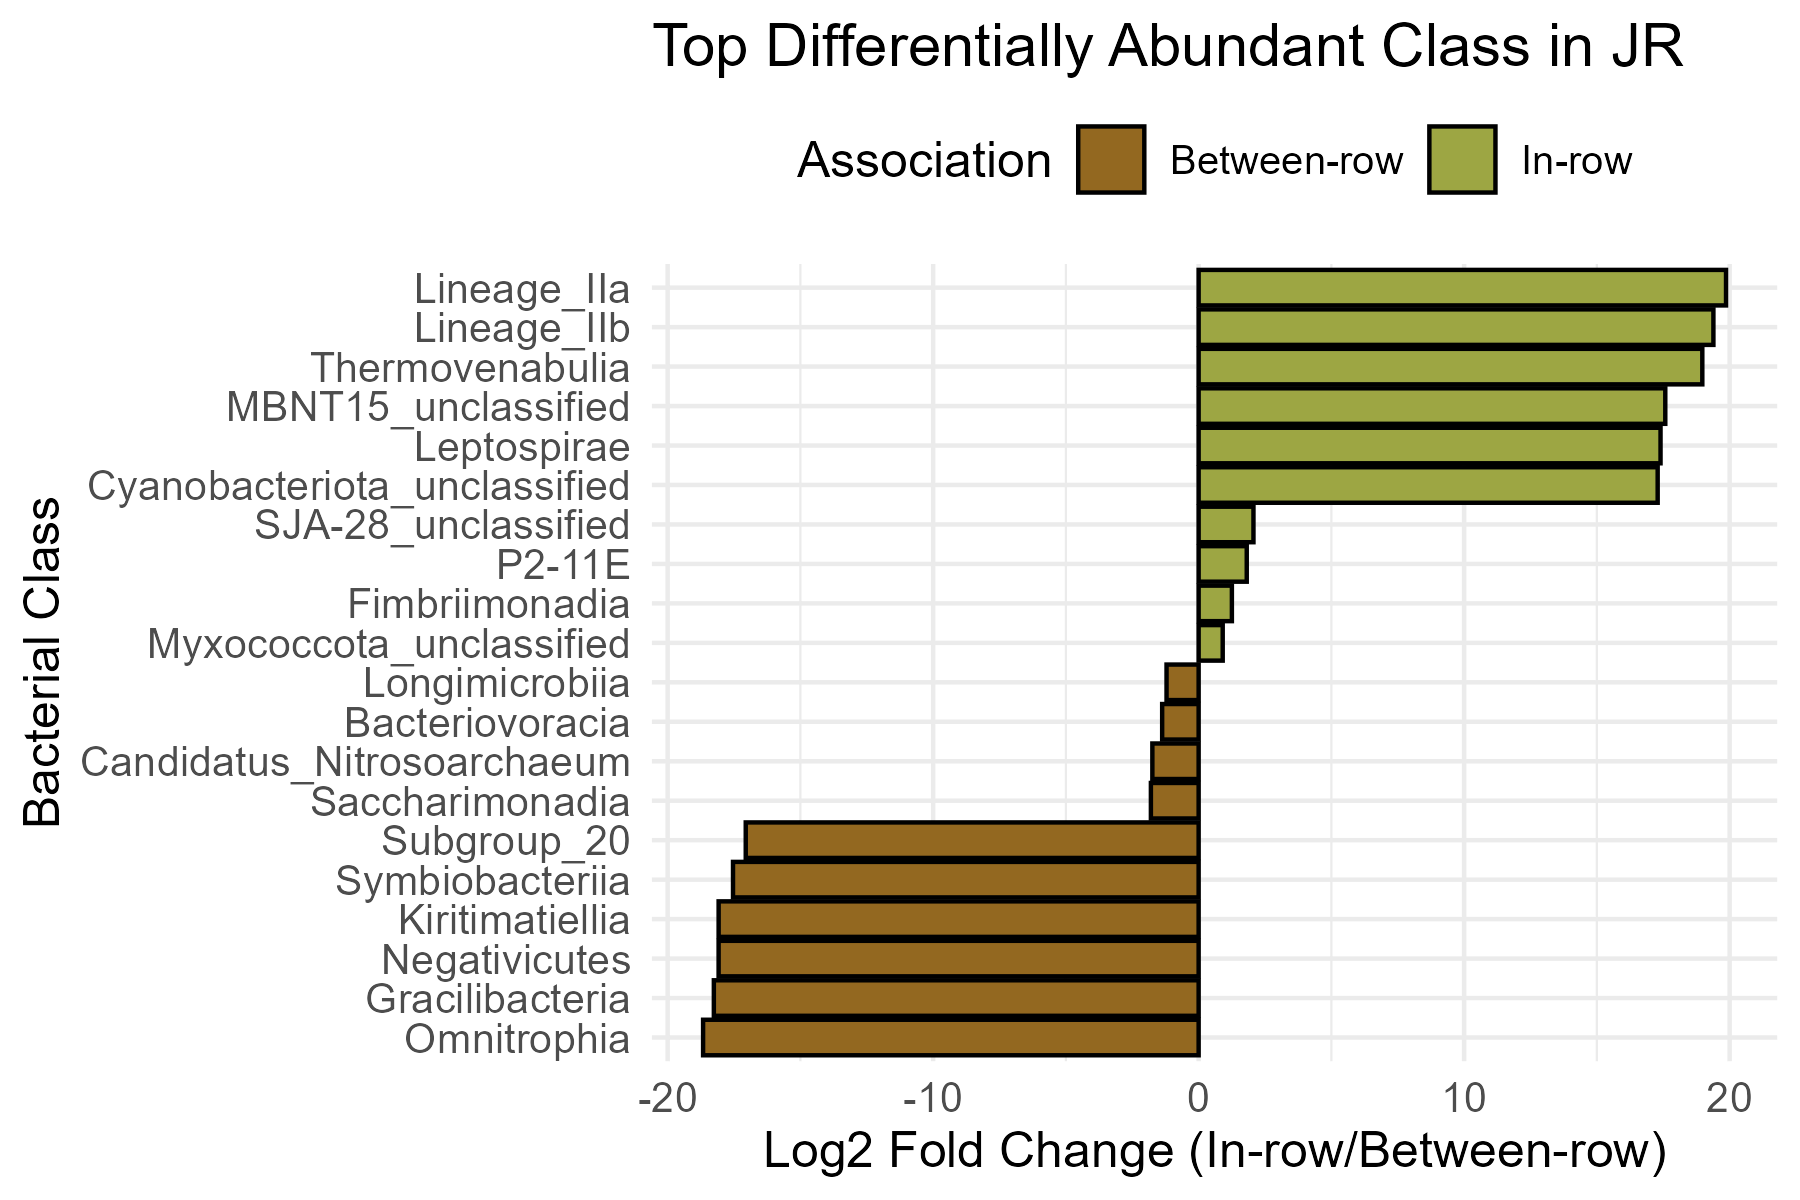 Top Differentially Abundant Class in JR
Association Between-row In-row
Bacterial Class
Lineage_IIa
Lineage_IIb
Thermovenabulia
MBNT15_unclassified
Leptospirae
Cyanobacteriota_unclassified
SJA-28_unclassified
P2-11E
Fimbriimonadia
Myxococcota_unclassified
Longimicrobiia
Bacteriovoracia
Candidatus_Nitrosoarchaeum
Saccharimonadia
Subgroup_20
Symbiobacteriia
Kiritimatiellia
Negativicutes
Gracilibacteria
Omnitrophia
-20 -10 0 10 20
Log2 Fold Change (In-row/Between-row)